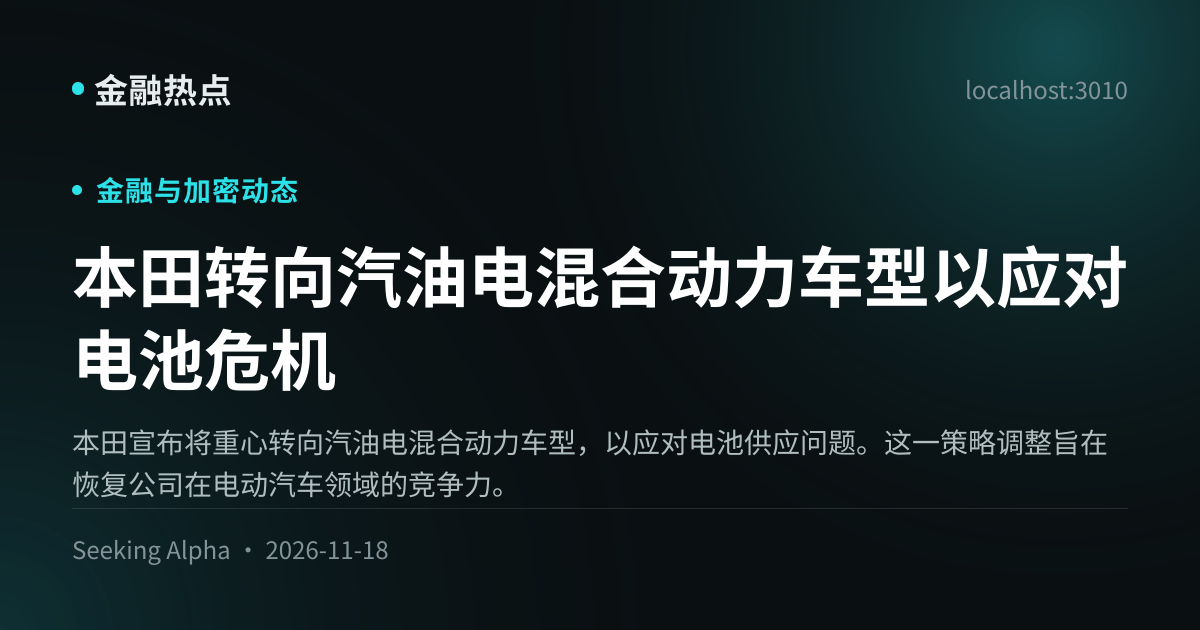 金融热点
localhost:3010
金融与加密动态
本田转向汽油电混合动力车型以应对
电池危机
本田宣布将重心转向汽油电混合动力车型，以应对电池供应问题。这一策略调整旨在
恢复公司在电动汽车领域的竞争力。
Seeking Alpha · 2026-11-18